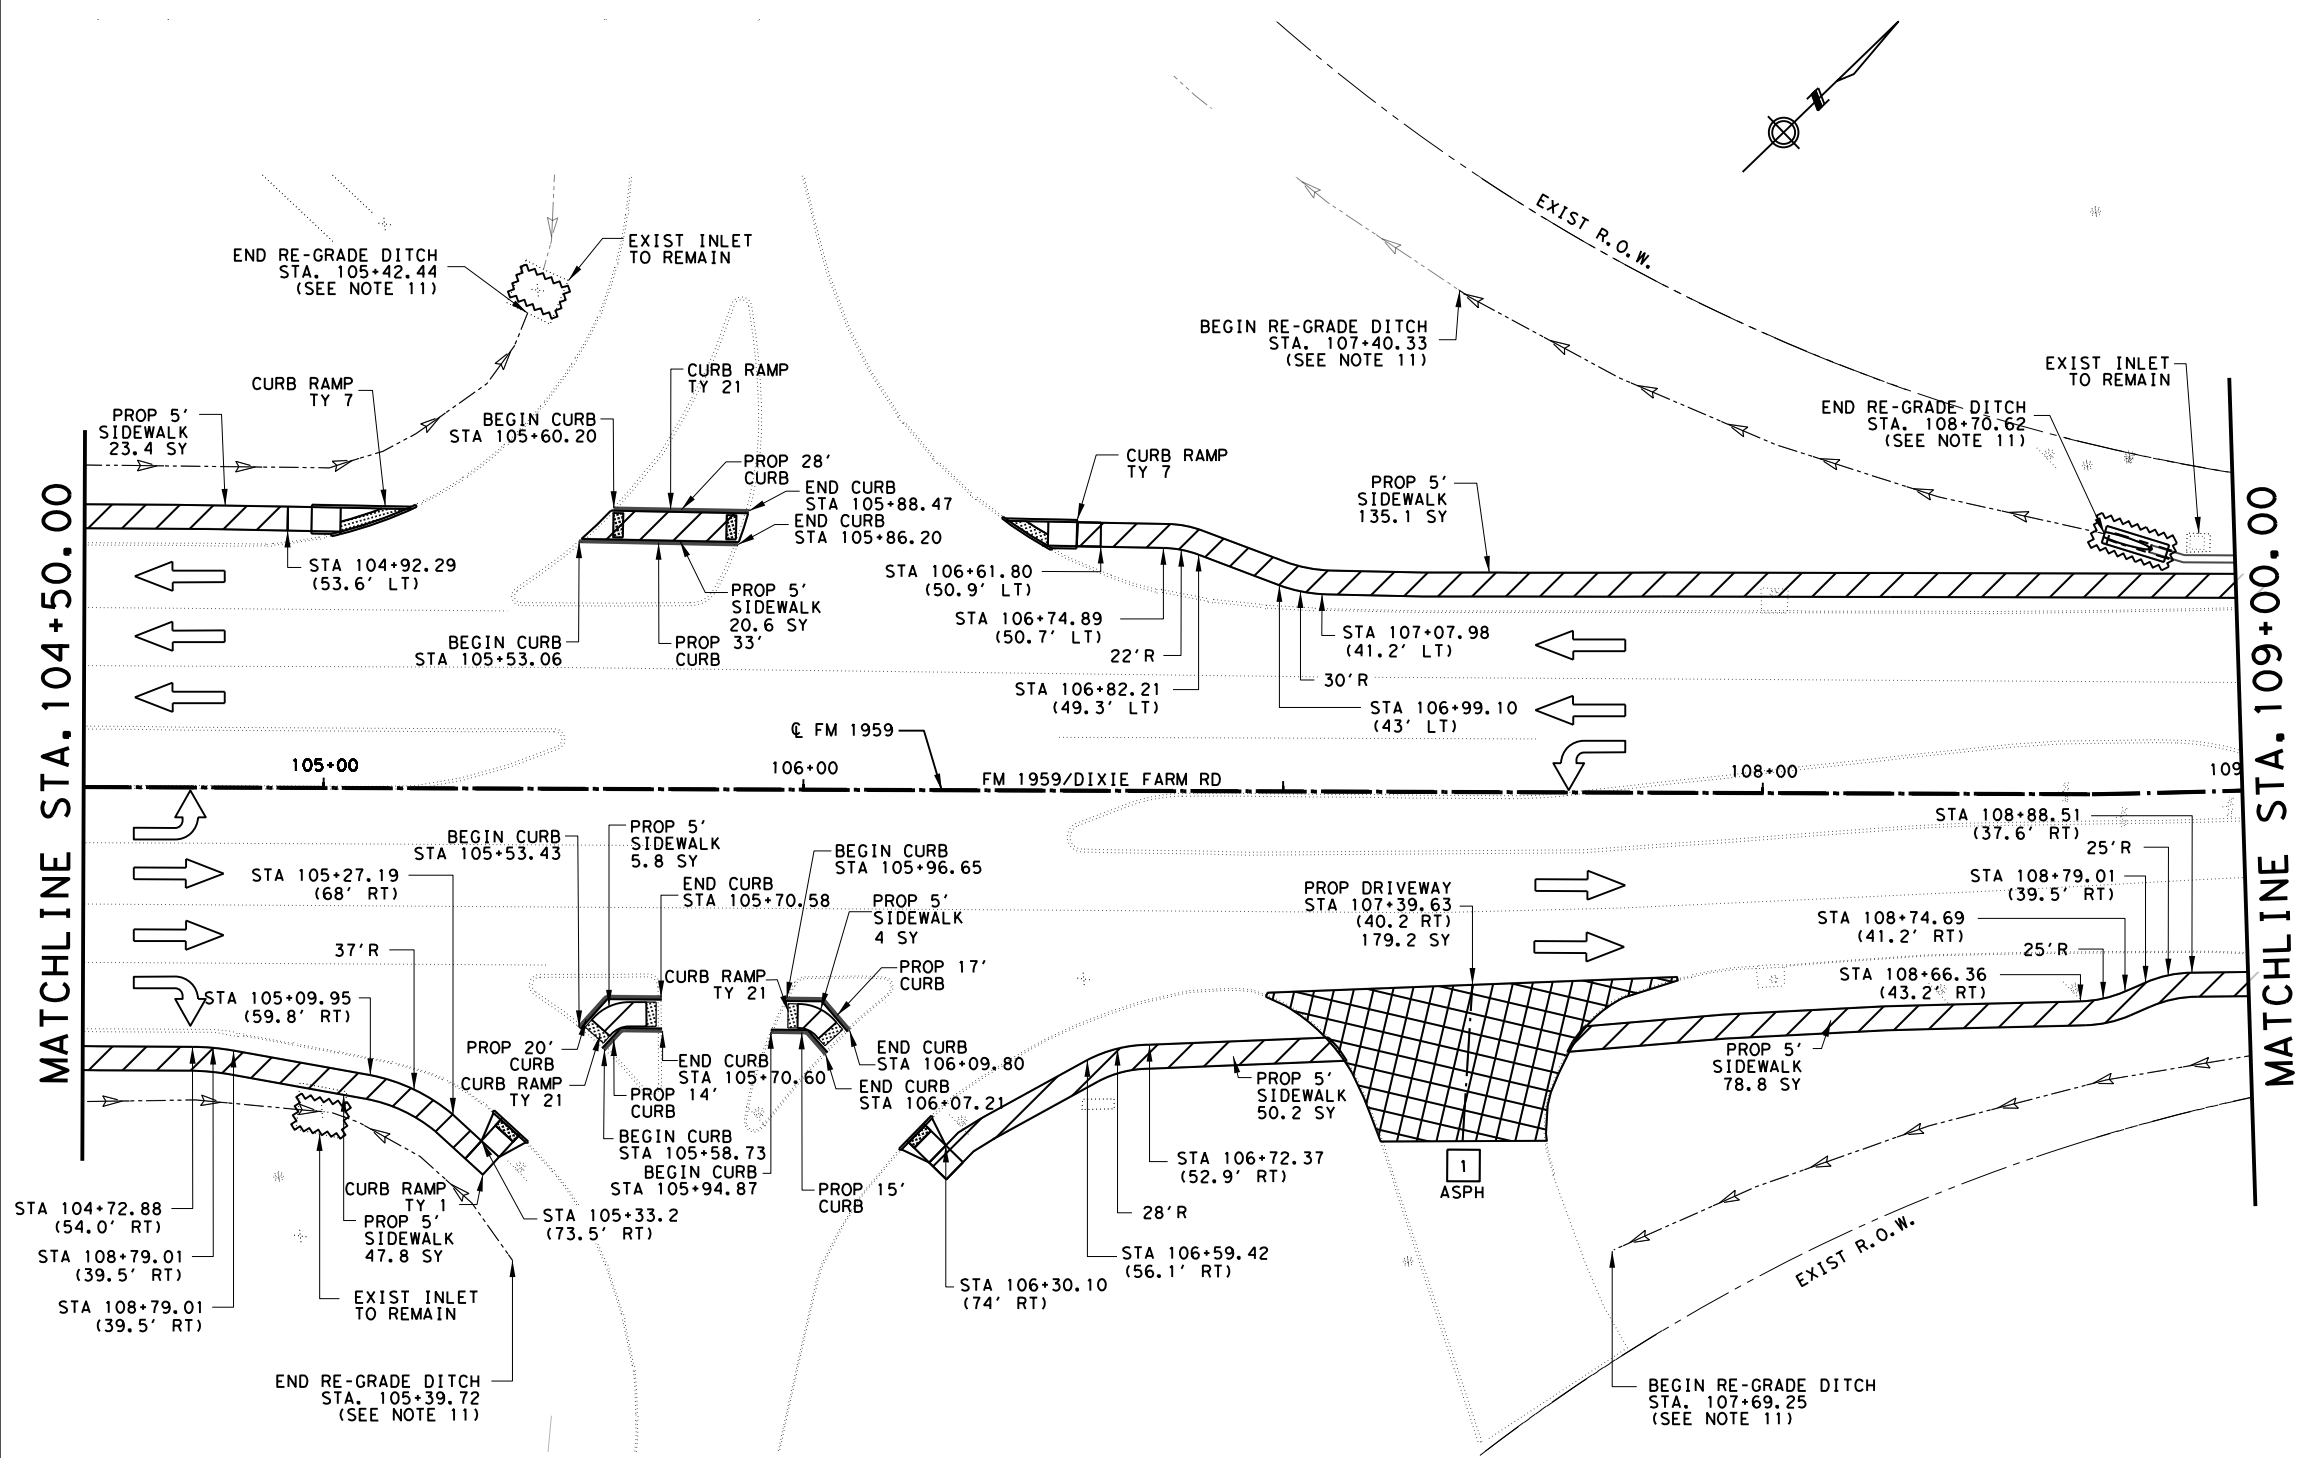 EXIST R.O.W.
END RE-GRADE DITCH
STA. 105+42.44
(SEE NOTE 11)
EXIST INLET
TO REMAIN
BEGIN RE-GRADE DITCH
STA. 107+40.33
(SEE NOTE 11)
EXIST INLET
TO REMAIN
END RE-GRADE DITCH
STA. 108+70.62
(SEE NOTE 11)
CURB RAMP
TY 7
CURB RAMP
TY 21
PROP 5'
SIDEWALK
23.4 SY
BEGIN CURB
STA 105+60.20
PROP 28'
CURB
END CURB
STA 105+88.47
END CURB
STA 105+86.20
CURB RAMP
TY 7
PROP 5'
SIDEWALK
135.1 SY
MATCHLINE STA. 104+50.00
MATCHLINE STA. 109+00.00
STA 104+92.29
(53.6' LT)
BEGIN CURB
STA 105+53.06
PROP 33'
CURB
PROP 5'
SIDEWALK
20.6 SY
STA 106+61.80
(50.9' LT)
STA 106+74.89
(50.7' LT)
22'R
STA 106+82.21
(49.3' LT)
STA 107+07.98
(41.2' LT)
30'R
STA 106+99.10
(43' LT)
℄ FM 1959
105+00
106+00
FM 1959/DIXIE FARM RD
108+00
109
BEGIN CURB
STA 105+53.43
PROP 5'
SIDEWALK
5.8 SY
END CURB
STA 105+70.58
BEGIN CURB
STA 105+96.65
PROP 5'
SIDEWALK
4 SY
PROP 17'
CURB
CURB RAMP
TY 21
STA 105+27.19
(68' RT)
37'R
STA 105+09.95
(59.8' RT)
PROP 20'
CURB
CURB RAMP
TY 21
END CURB
STA 105+70.60
PROP 14'
CURB
BEGIN CURB
STA 105+58.73
BEGIN CURB
STA 105+94.87
PROP 15'
CURB
END CURB
STA 106+09.80
END CURB
STA 106+07.21
PROP DRIVEWAY
STA 107+39.63
(40.2 RT)
179.2 SY
STA 108+88.51
(37.6' RT)
25'R
STA 108+79.01
(39.5' RT)
STA 108+74.69
(41.2' RT)
25'R
STA 108+66.36
(43.2' RT)
PROP 5'
SIDEWALK
78.8 SY
PROP 5'
SIDEWALK
50.2 SY
1
ASPH
STA 106+72.37
(52.9' RT)
28'R
STA 106+59.42
(56.1' RT)
STA 106+30.10
(74' RT)
CURB RAMP
TY 1
STA 105+33.2
(73.5' RT)
PROP 5'
SIDEWALK
47.8 SY
STA 104+72.88
(54.0' RT)
STA 108+79.01
(39.5' RT)
STA 108+79.01
(39.5' RT)
EXIST INLET
TO REMAIN
END RE-GRADE DITCH
STA. 105+39.72
(SEE NOTE 11)
EXIST R.O.W.
BEGIN RE-GRADE DITCH
STA. 107+69.25
(SEE NOTE 11)